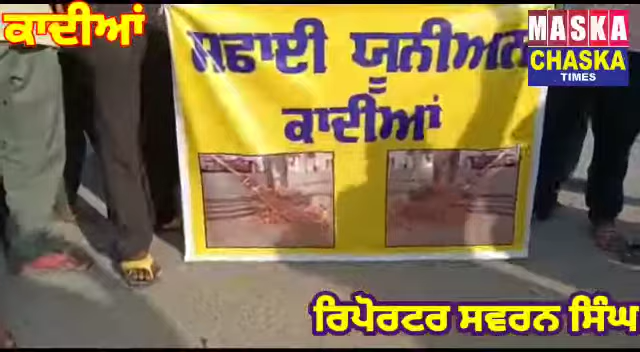 ਕਾਦੀਆਂ
MASKA
CHASKA
TIMES
ਸਫਾਈ ਯੂਨੀਅਨ
ਕਾਦੀਆਂ
ਰਿਪੋਰਟਰ ਸਵਰਨ ਸਿੰਘ